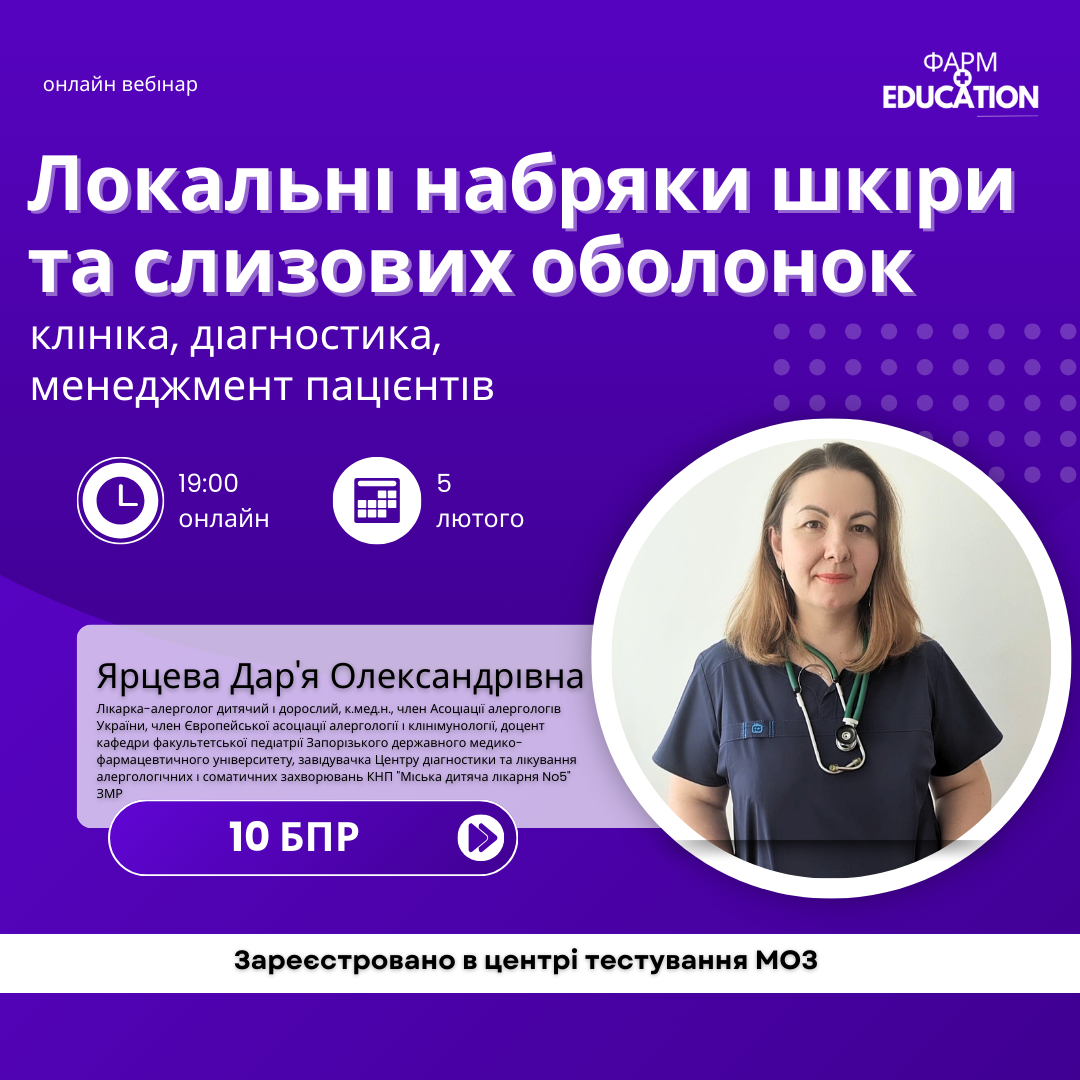 онлайн вебінар
ФАРМ
EDUCATION
Локальні набряки шкіри
та слизових оболонок
клініка, діагностика,
менеджмент пацієнтів
19:00
онлайн
5
лютого
Ярцева Дар'я Олександрівна
Лікарка-алерголог дитячий і дорослий, к.мед.н., член Асоціації алергологів
України, член Європейської асоціації алергології і клінімунології, доцент
кафедри факультетської педіатрії Запорізького державного медико-
фармацевтичного університету, завідувачка Центру діагностики та лікування
алергологічних і соматичних захворювань КНП "Міська дитяча лікарня No5"
ЗМР
10 БПР
Зареєстровано в центрі тестування МОЗ